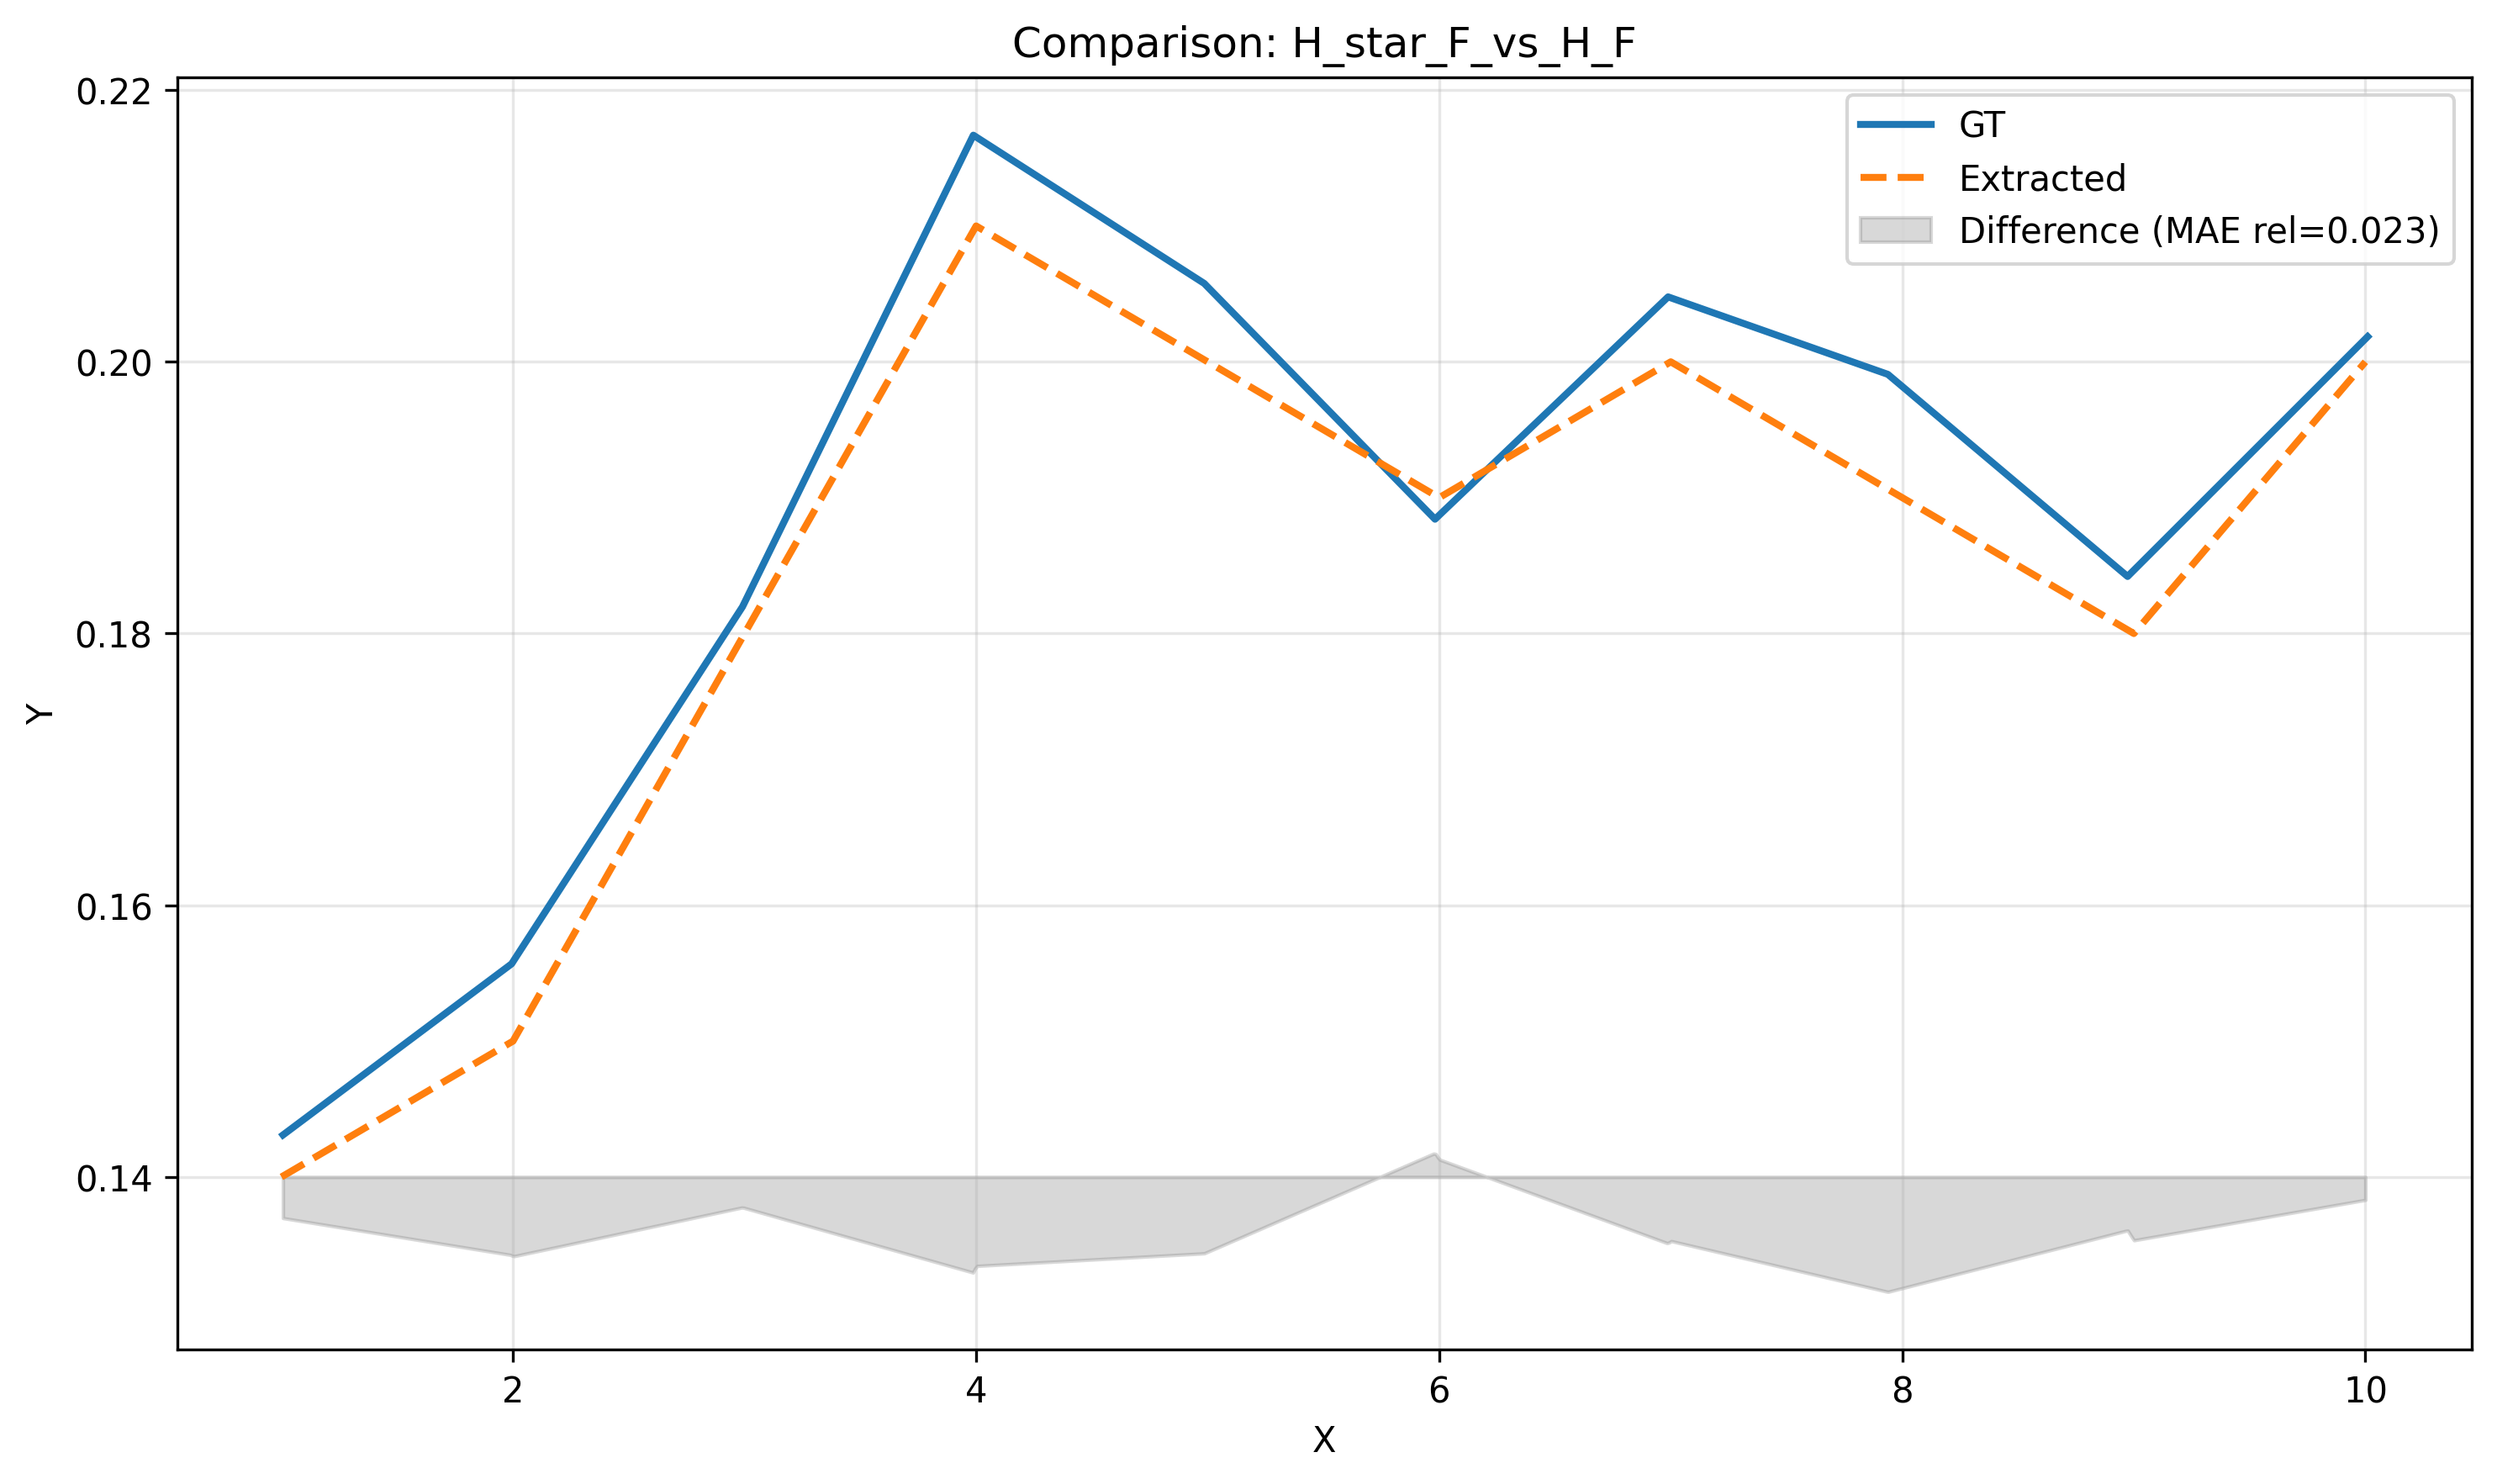 Comparison: H_star_F_vs_H_F
GT
Extracted
Difference (MAE rel=0.023)
0.22
0.20
0.18
0.16
0.14
Y
2
4
6
8
10
X